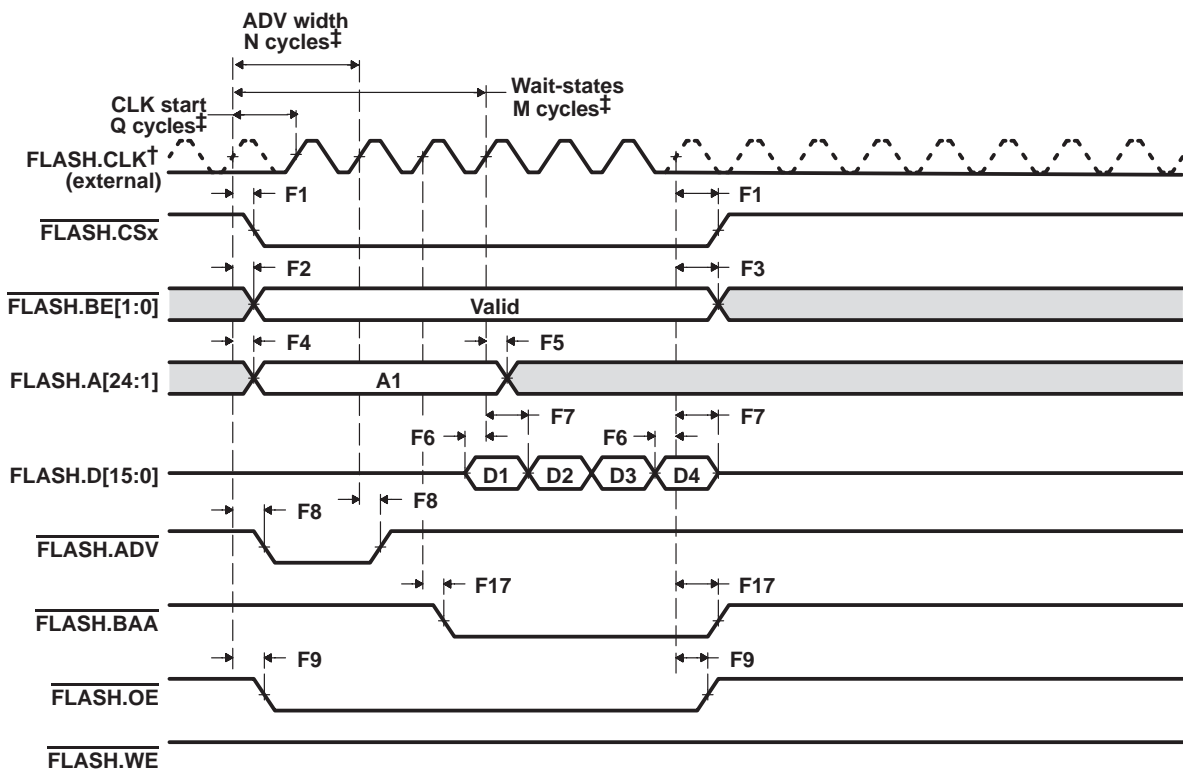 ADV width
N cycles‡
Wait-states
M cycles‡
CLK start
Q cycles‡
FLASH.CLK†
(external)
F1
F1
FLASH.CSx
F2
F3
FLASH.BE[1:0]
Valid
F4
F5
FLASH.A[24:1]
A1
F7
F7
F6
F6
FLASH.D[15:0]
D1
D2
D3
D4
F8
F8
FLASH.ADV
F17
F17
FLASH.BAA
F9
F9
FLASH.OE
FLASH.WE